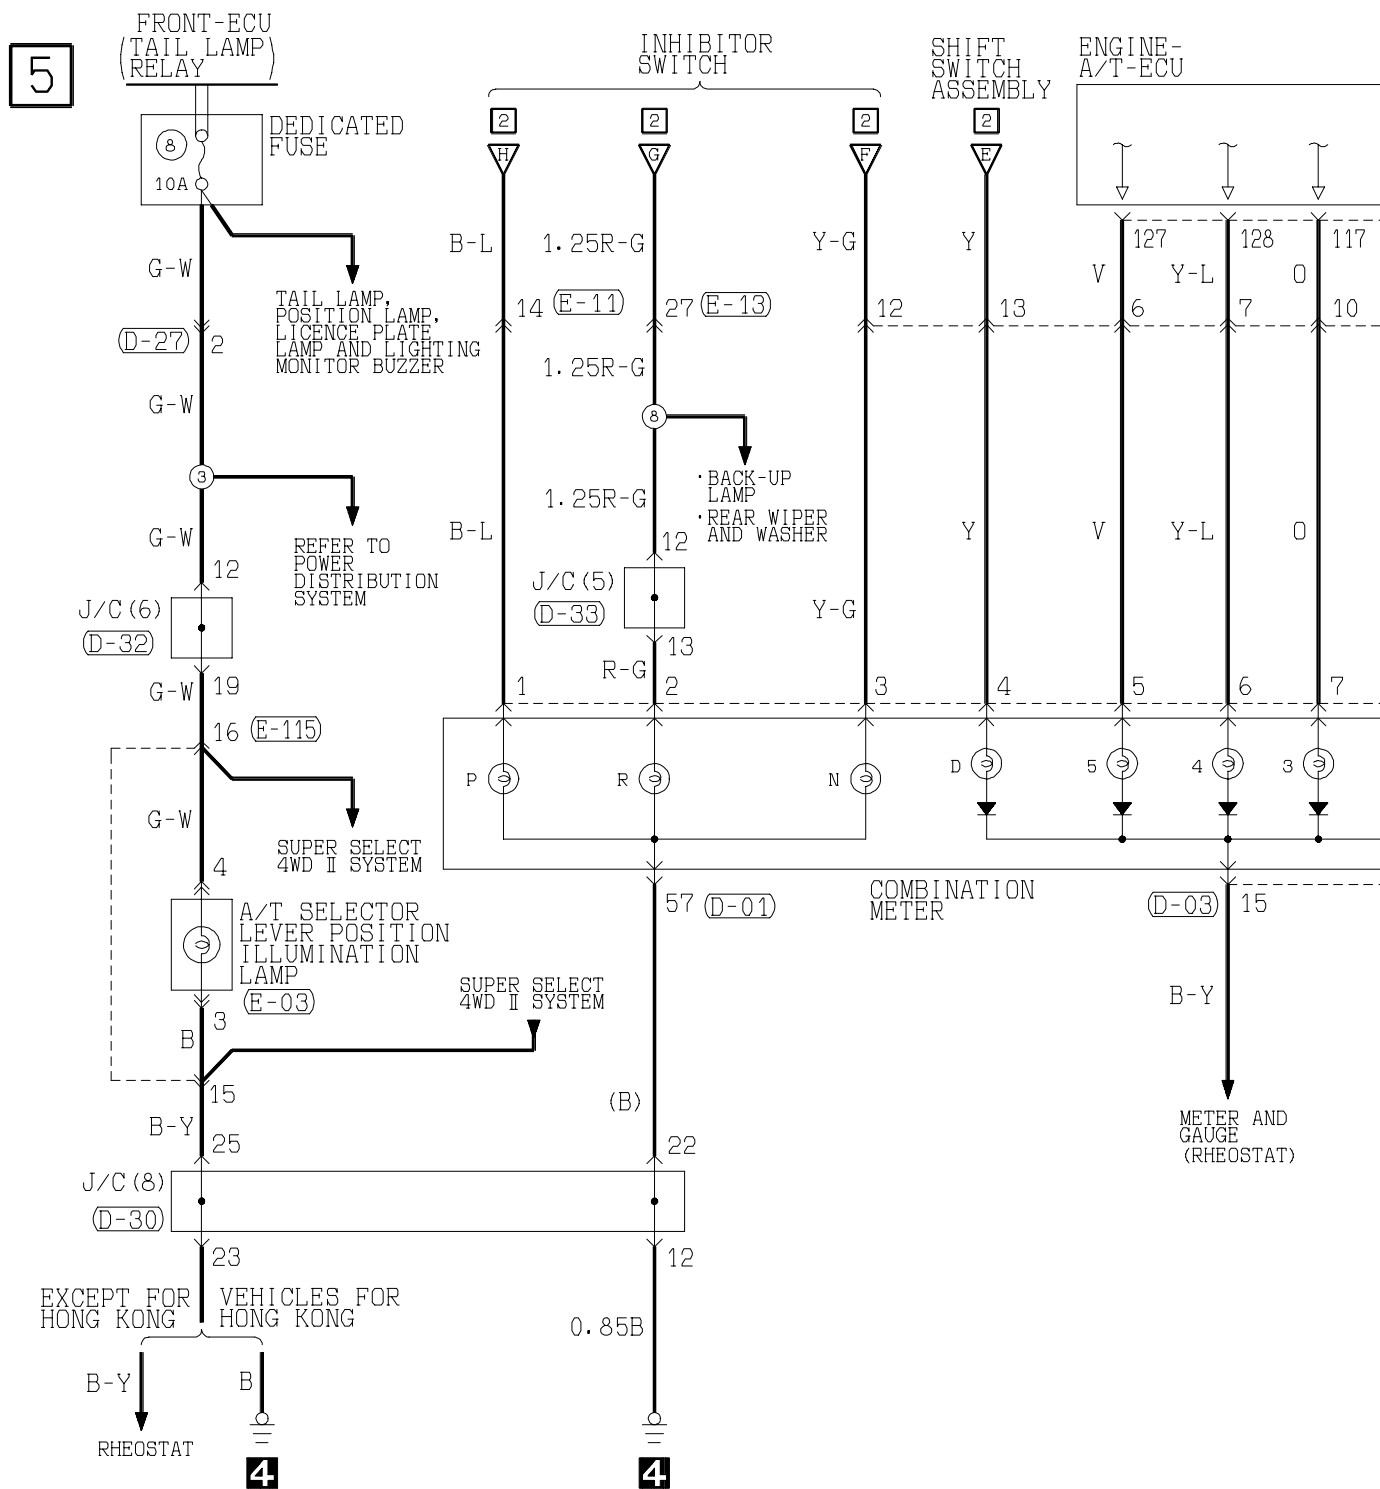 5
FRONT-ECU
(TAIL LAMP
RELAY)
8
10A
DEDICATED
FUSE
G-W
TAIL LAMP,
POSITION LAMP,
LICENCE PLATE
LAMP AND LIGHTING
MONITOR BUZZER
D-27
2
G-W
3
G-W
REFER TO
POWER
DISTRIBUTION
SYSTEM
12
J/C(6)
D-32
G-W
19
16
E-115
G-W
SUPER SELECT
4WD Ⅱ SYSTEM
4
A/T SELECTOR
LEVER POSITION
ILLUMINATION
LAMP
E-03
3
B
SUPER SELECT
4WD Ⅱ SYSTEM
15
B-Y
25
J/C(8)
D-30
23
EXCEPT FOR
HONG KONG
VEHICLES FOR
HONG KONG
B-Y
B
RHEOSTAT
4
INHIBITOR
SWITCH
2
2
2
H
G
F
B-L
1.25R-G
Y-G
14
E-11
27
E-13
12
1.25R-G
8
·BACK-UP
LAMP
·REAR WIPER
AND WASHER
1.25R-G
B-L
12
J/C(5)
D-33
Y-G
13
R-G
1
2
3
P
R
N
57
D-01
COMBINATION
METER
(B)
22
12
0.85B
4
SHIFT
SWITCH
ASSEMBLY
2
E
Y
13
Y
4
D
ENGINE-
A/T-ECU
127
128
117
V
Y-L
O
6
7
10
V
Y-L
O
5
6
7
5
4
3
D-03
15
B-Y
METER AND
GAUGE
(RHEOSTAT)